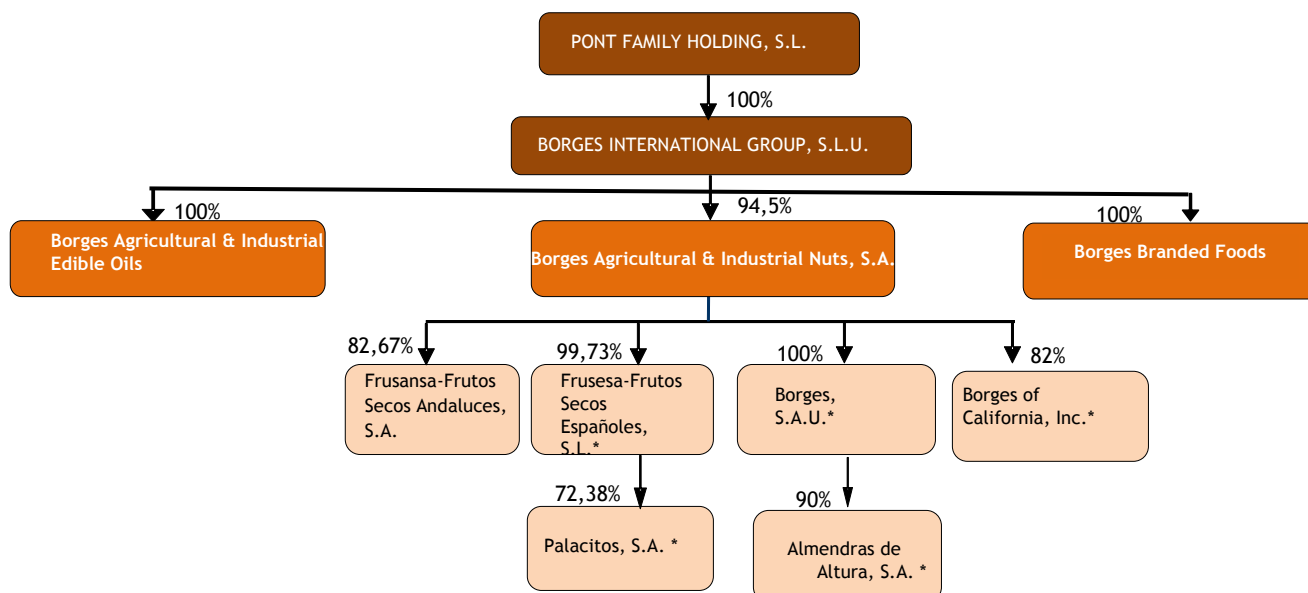 PONT FAMILY HOLDING, S.L.
100%
BORGES INTERNATIONAL GROUP, S.L.U.
100%
94,5%
100%
Borges Agricultural & Industrial
Edible Oils
Borges Agricultural & Industrial Nuts, S.A.
Borges Branded Foods
82,67%
99,73%
100%
82%
Frusansa-Frutos
Secos Andaluces,
S.A.
Frusesa-Frutos
Secos
Españoles,
S.L.*
Borges,
S.A.U.*
Borges of
California, Inc.*
72,38%
90%
Palacitos, S.A. *
Almendras de
Altura, S.A. *